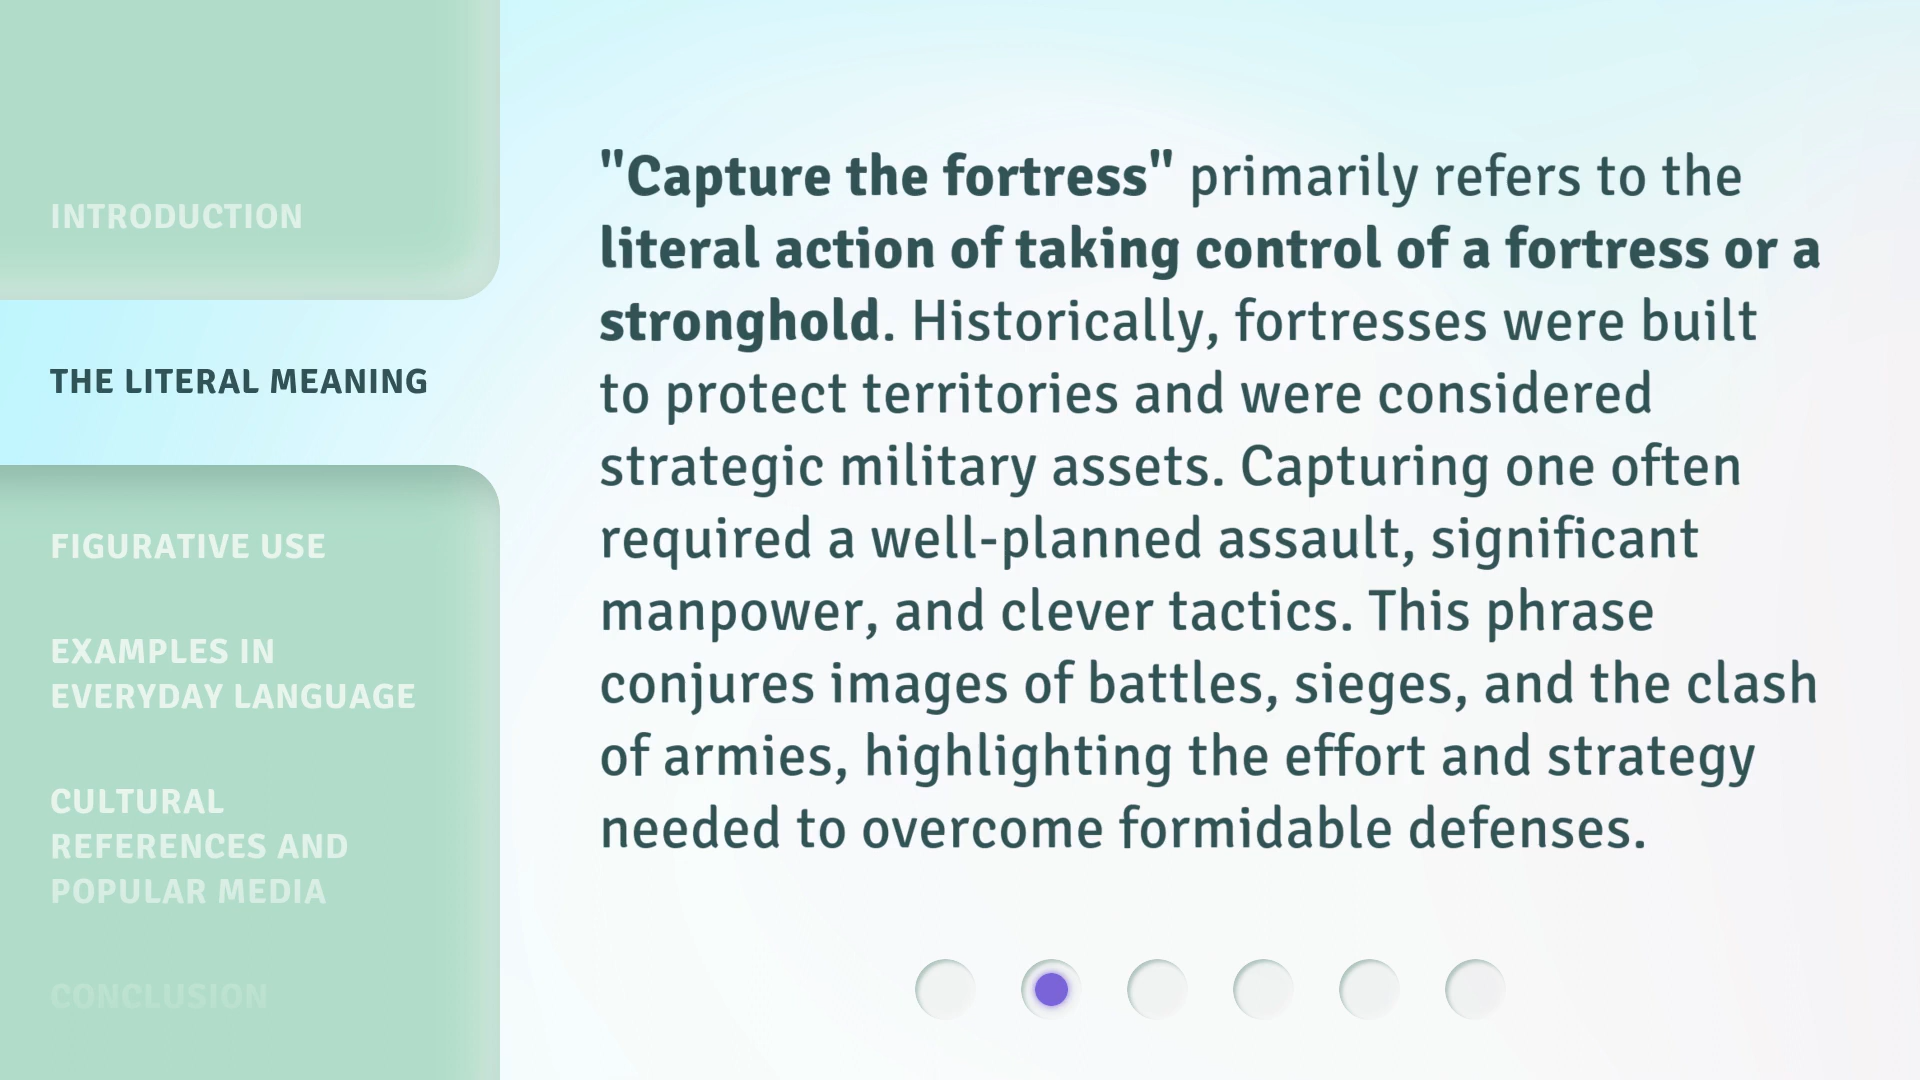 INTRODUCTION
THE LITERAL MEANING
FIGURATIVE USE
EXAMPLES IN
EVERYDAY LANGUAGE
CULTURAL
REFERENCES AND
POPULAR MEDIA
CONCLUSION
"Capture the fortress" primarily refers to the
literal action of taking control of a fortress or a
stronghold. Historically, fortresses were built
to protect territories and were considered
strategic military assets. Capturing one often
required a well-planned assault, significant
manpower, and clever tactics. This phrase
conjures images of battles, sieges, and the clash
of armies, highlighting the effort and strategy
needed to overcome formidable defenses.